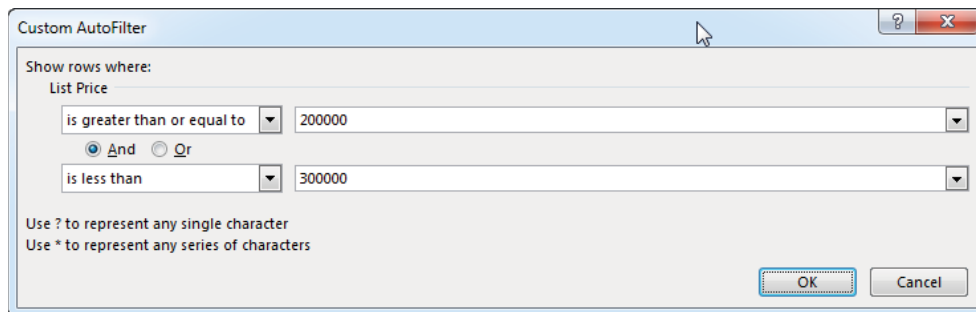 Custom AutoFilter ? X
Show rows where:
List Price
is greater than or equal to 200000
And Or
is less than 300000
Use ? to represent any single character
Use * to represent any series of characters
OK Cancel